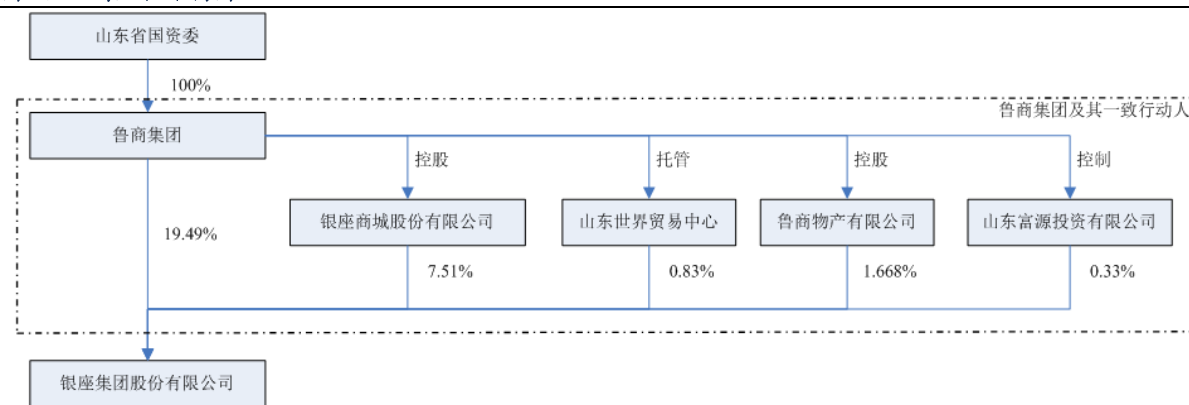 山东省国资委
100%
鲁商集团及其一致行动人
鲁商集团
控股
托管
控股
控制
银座商城股份有限公司
山东世界贸易中心
鲁商物产有限公司
山东富源投资有限公司
19.49%
7.51%
0.83%
1.668%
0.33%
银座集团股份有限公司